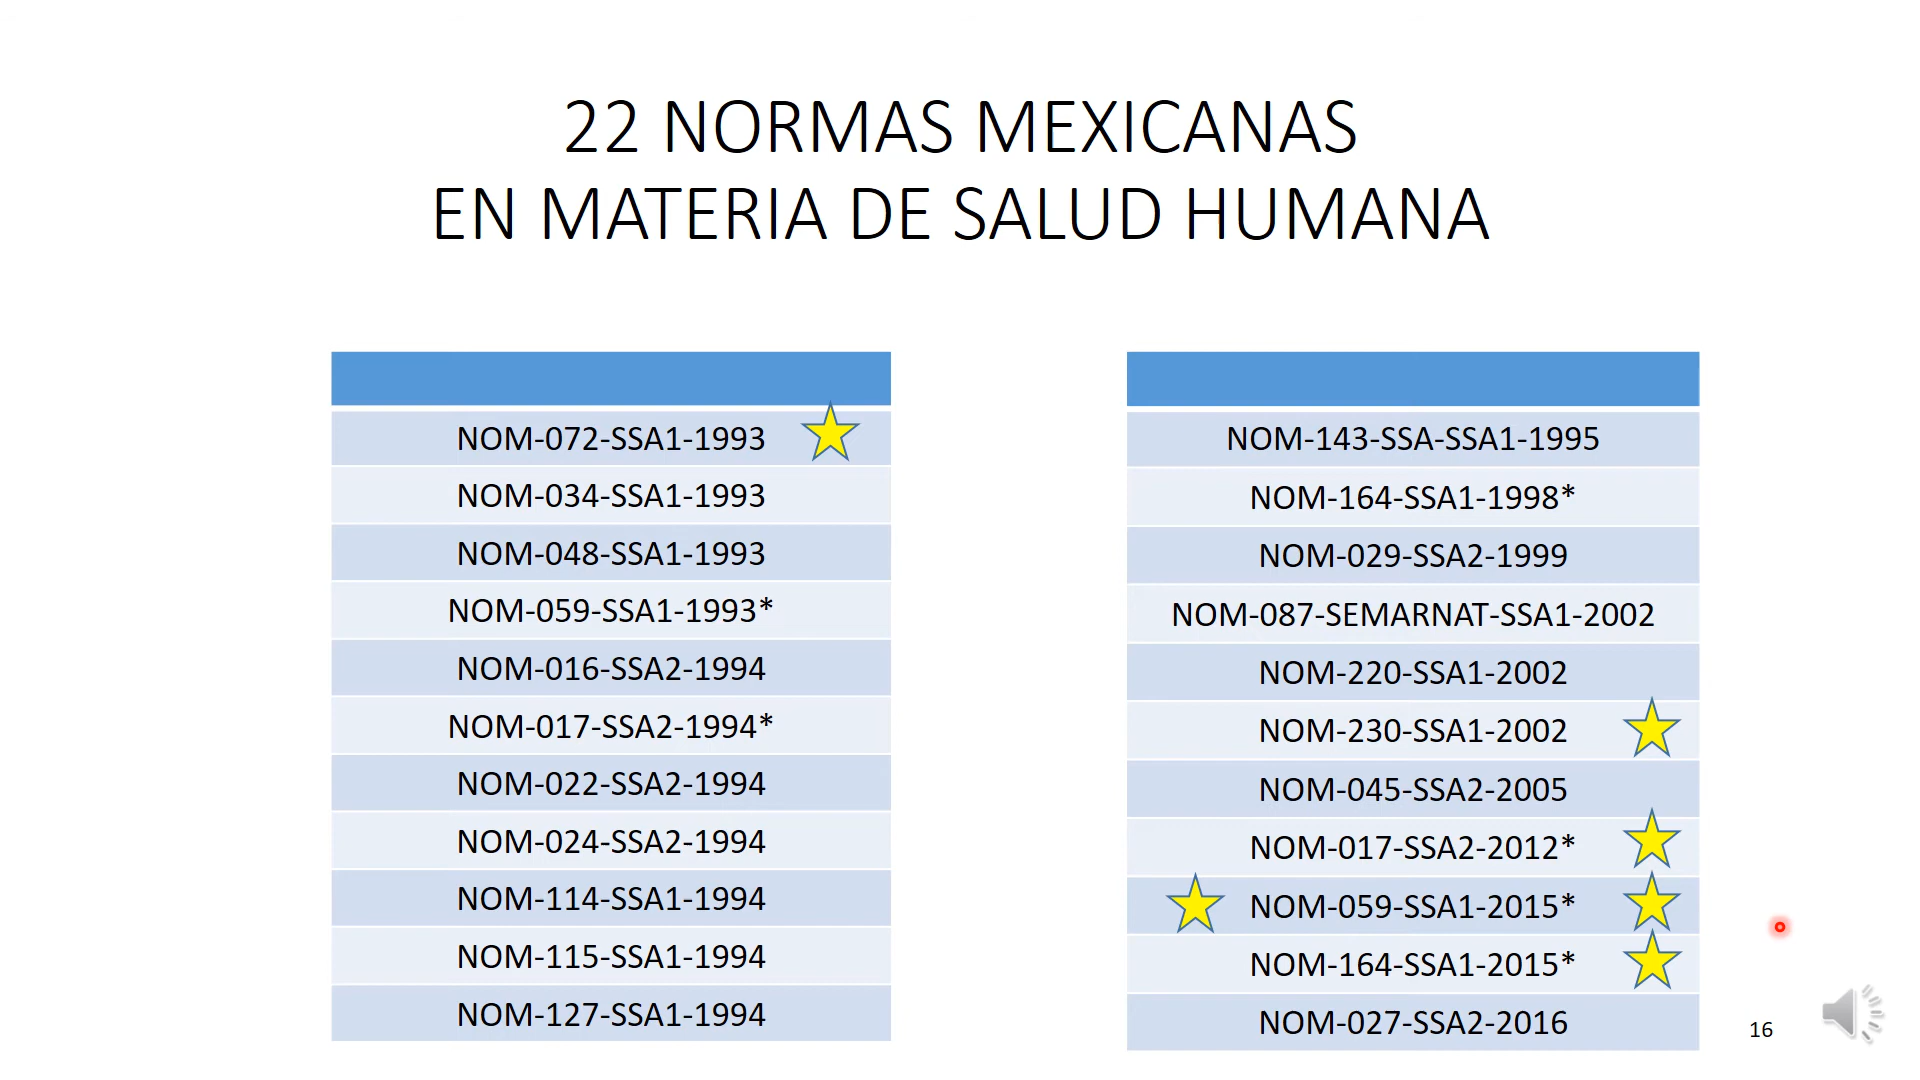 22 NORMAS MEXICANAS
EN MATERIA DE SALUD HUMANA
NOM-072-SSA1-1993
NOM-034-SSA1-1993
NOM-048-SSA1-1993
NOM-059-SSA1-1993*
NOM-016-SSA2-1994
NOM-017-SSA2-1994*
NOM-022-SSA2-1994
NOM-024-SSA2-1994
NOM-114-SSA1-1994
NOM-115-SSA1-1994
NOM-127-SSA1-1994
NOM-143-SSA-SSA1-1995
NOM-164-SSA1-1998*
NOM-029-SSA2-1999
NOM-087-SEMARNAT-SSA1-2002
NOM-220-SSA1-2002
NOM-230-SSA1-2002
NOM-045-SSA2-2005
NOM-017-SSA2-2012*
NOM-059-SSA1-2015*
NOM-164-SSA1-2015*
NOM-027-SSA2-2016
16